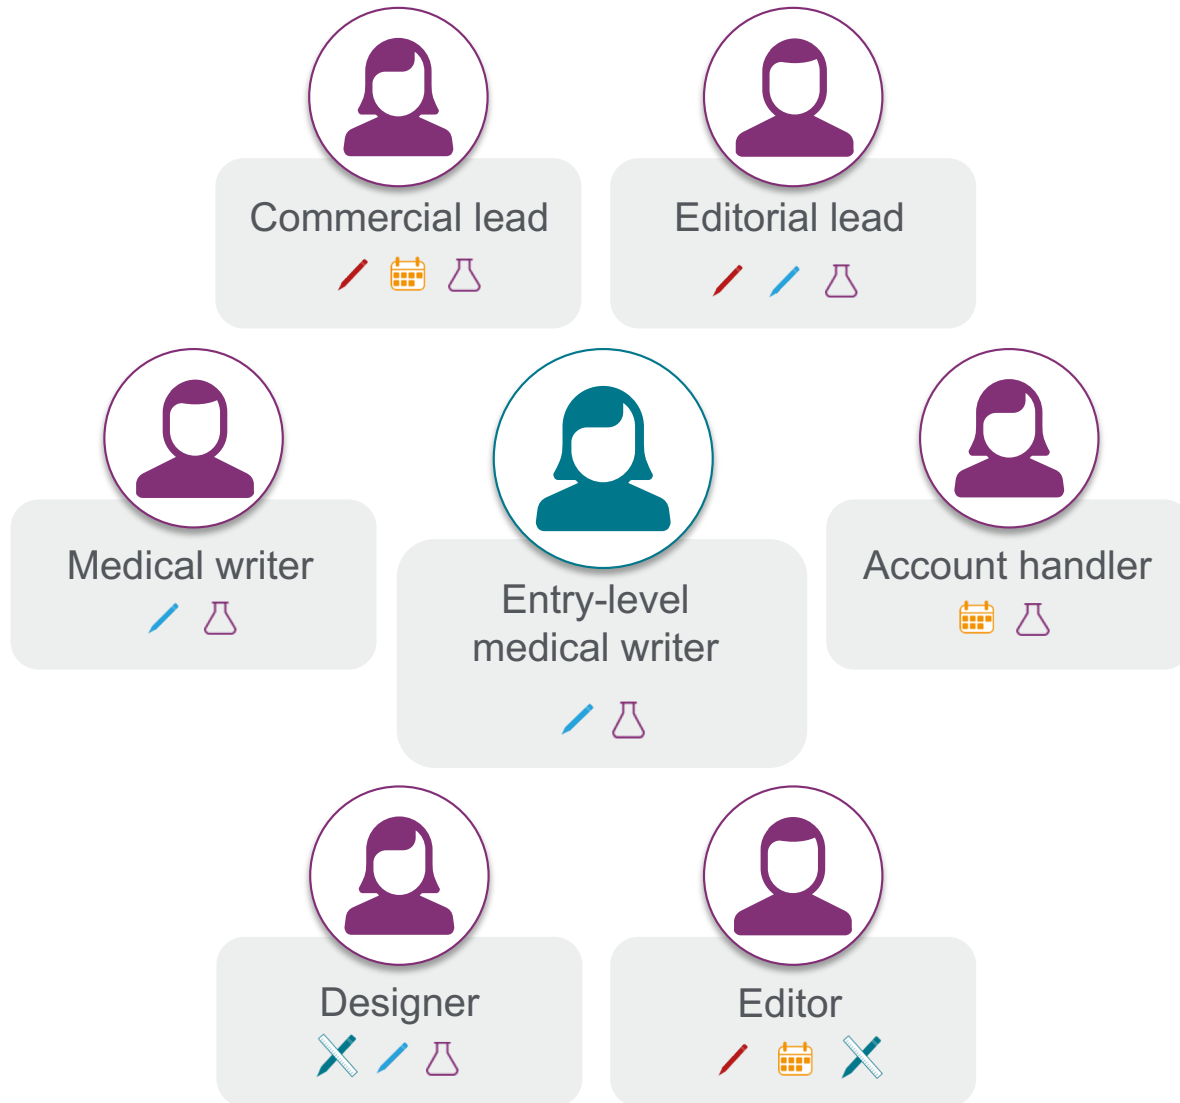 Commercial lead
Editorial lead
Medical writer
Entry-level
medical writer
Account handler
Designer
Editor